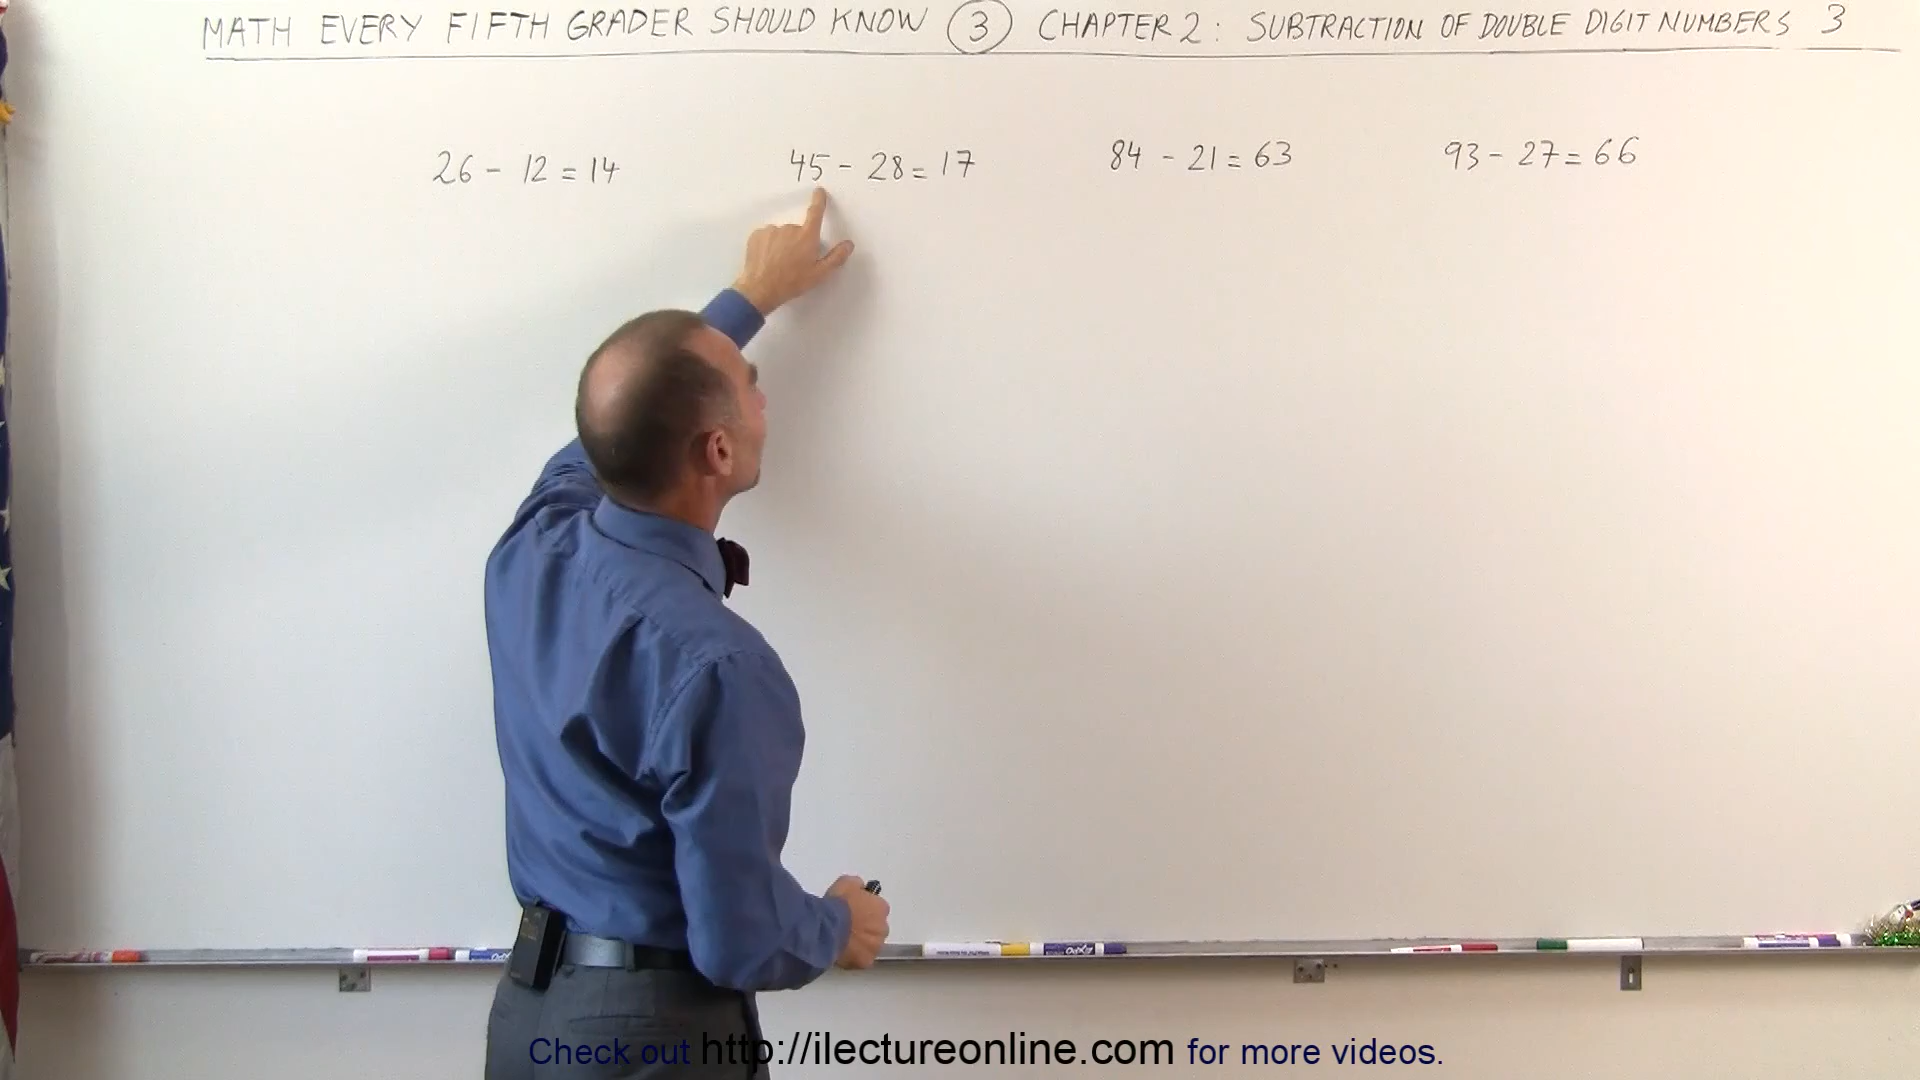 MATH EVERY FIFTH GRADER SHOULD KNOW 3 CHAPTER 2: SUBTRACTION OF DOUBLE DIGIT NUMBERS 3
26 - 12 = 14 45 - 28 = 17 84 - 21 = 63 93 - 27 = 66
Check out http://ilectureonline.com for more videos.